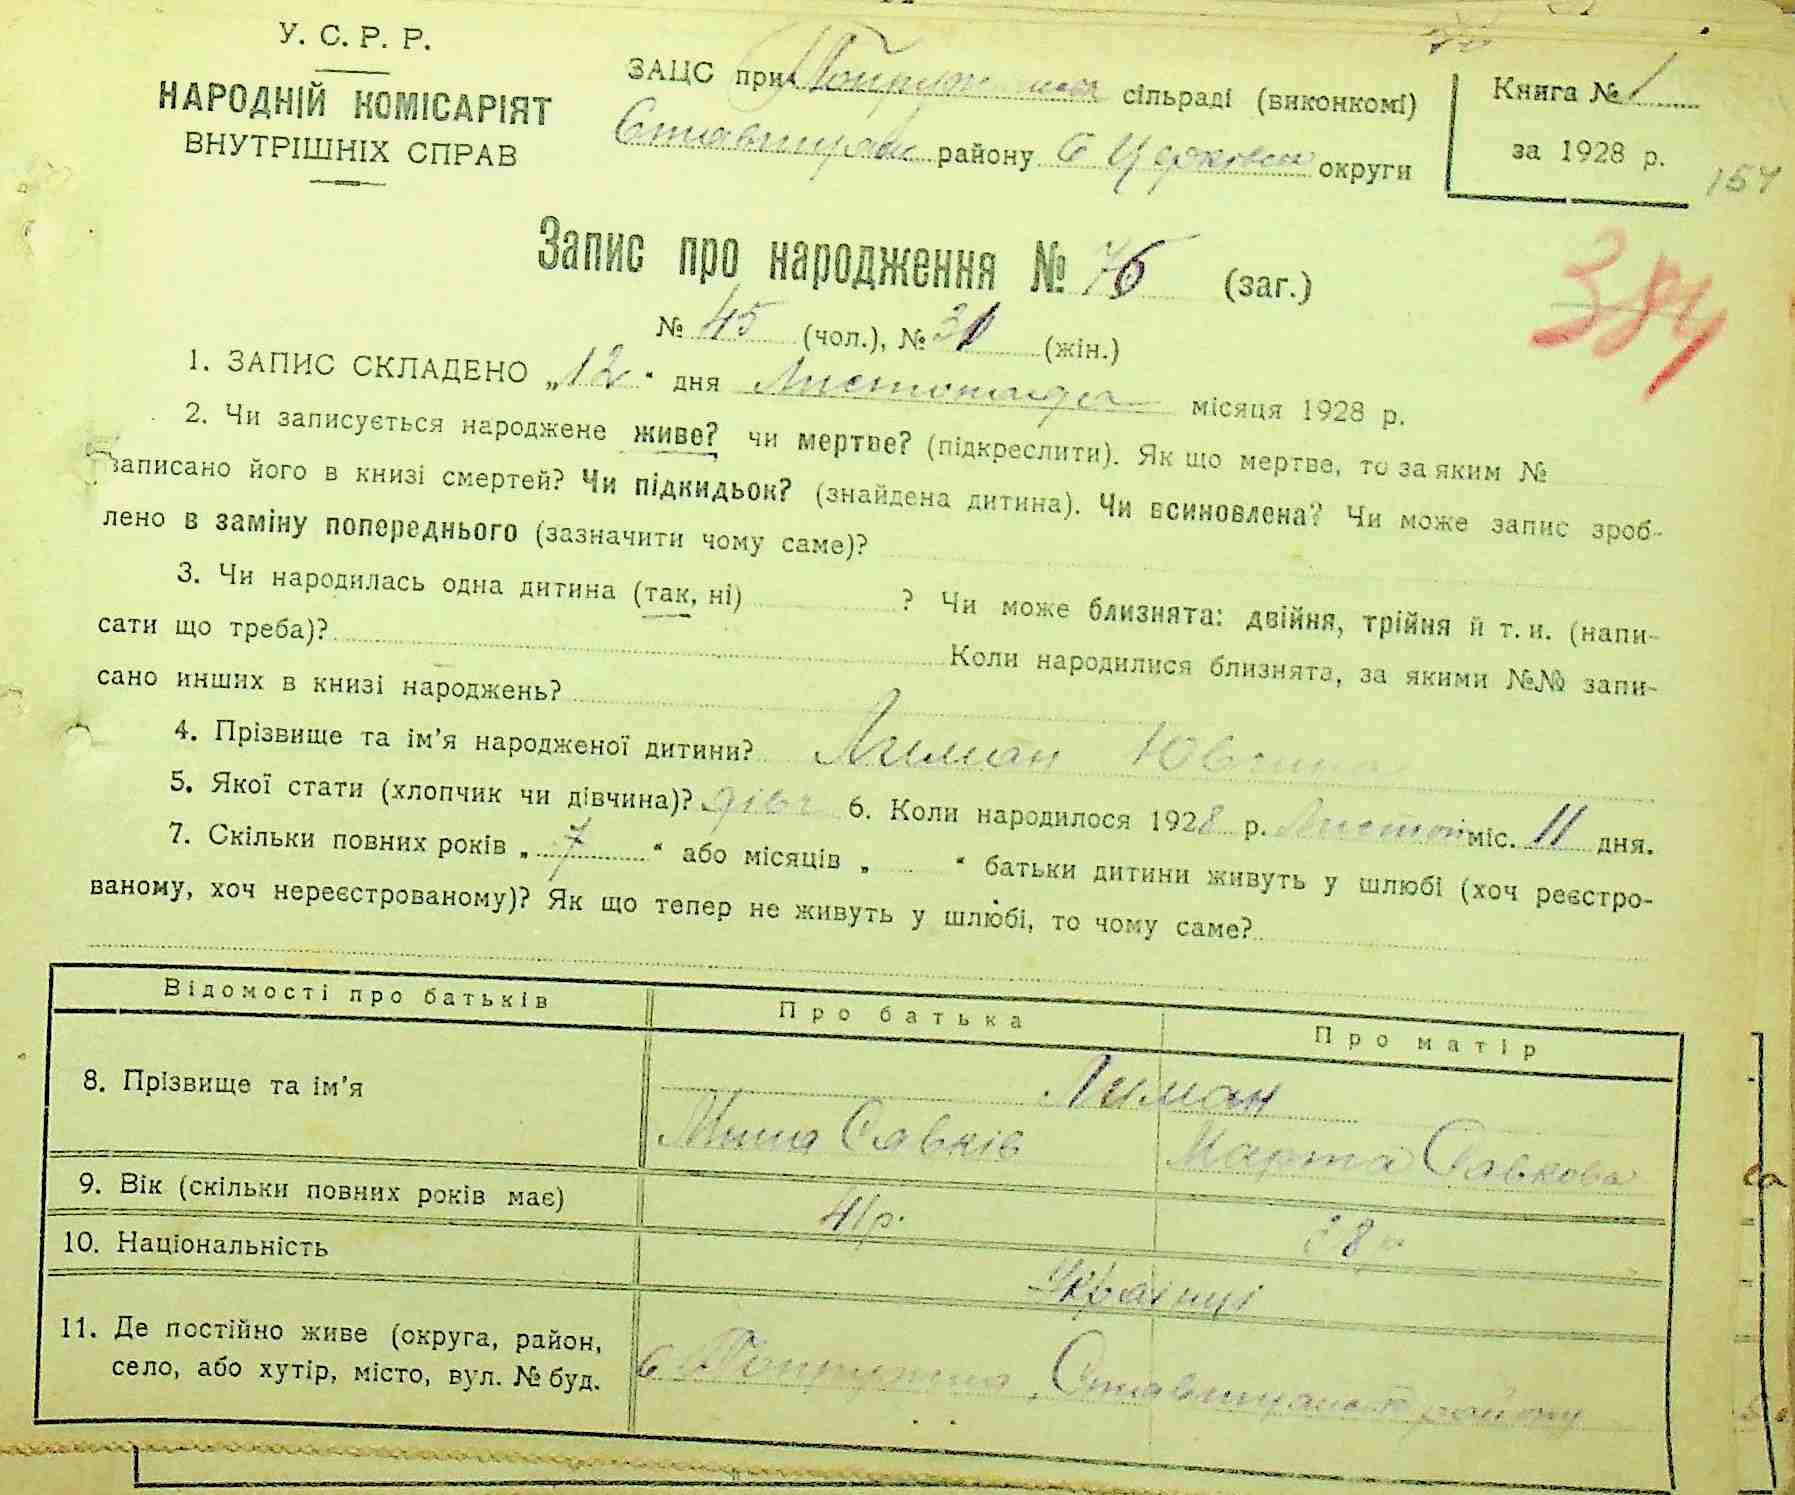 У. С. Р. Р.
НАРОДНІЙ КОМІСАРІЯТ
ВНУТРІШНІХ СПРАВ
ЗАЦС при сільраді (виконкомі)
району Б Церковськ округи
Книга № 1
за 1928 р.
154
384
Запис про народження № 76 (заг.)
№ 45 (чол.), № 31 (жін.)
1. ЗАПИС СКЛАДЕНО „12“ дня Листопада місяця 1928 р.
2. Чи записується народжене живе? чи мертве? (підкреслити). Як що мертве, то за яким №
записано його в книзі смертей? Чи підкидьок? (знайдена дитина). Чи всиновлена? Чи може запис зроб-
лено в заміну попереднього (зазначити чому саме)?
3. Чи народилась одна дитина (так, ні) ? Чи може близнята: двійня, трійня й т. и. (напи-
сати що треба)? Коли народилися близнята, за якими №№ запи-
сано инших в книзі народжень?
4. Прізвище та ім'я народженої дитини? Лиман
5. Якої стати (хлопчик чи дівчина)? дівч 6. Коли народилося 1928 р. Листоп міс. 11 дня.
7. Скільки повних років „ 7 “ або місяців „ “ батьки дитини живуть у шлюбі (хоч реєстро-
ваному, хоч нереєстрованому)? Як що тепер не живуть у шлюбі, то чому саме?
Відомості про батьків Про батька Про матір
8. Прізвище та ім'я Лиман
Савків Марта Савкова
9. Вік (скільки повних років має) 41 р. 38 р
10. Національність Українці
11. Де постійно живе (округа, район,
село, або хутір, місто, вул. № буд. району